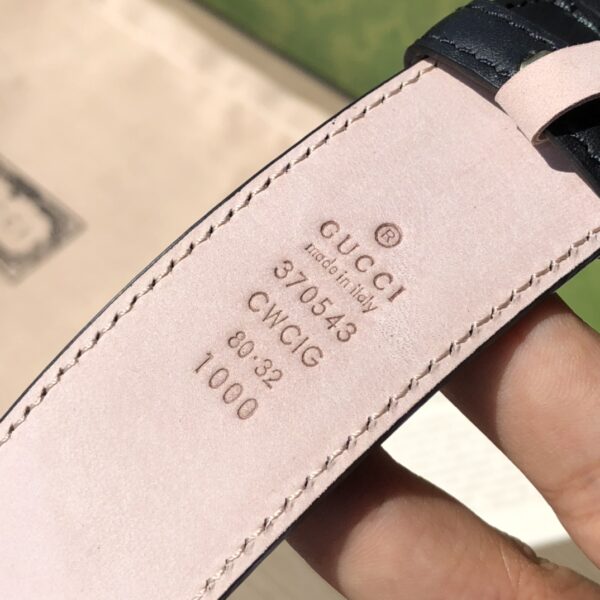 ®
GUCCI
made in italy
370543
CWCIG
80·32
1000